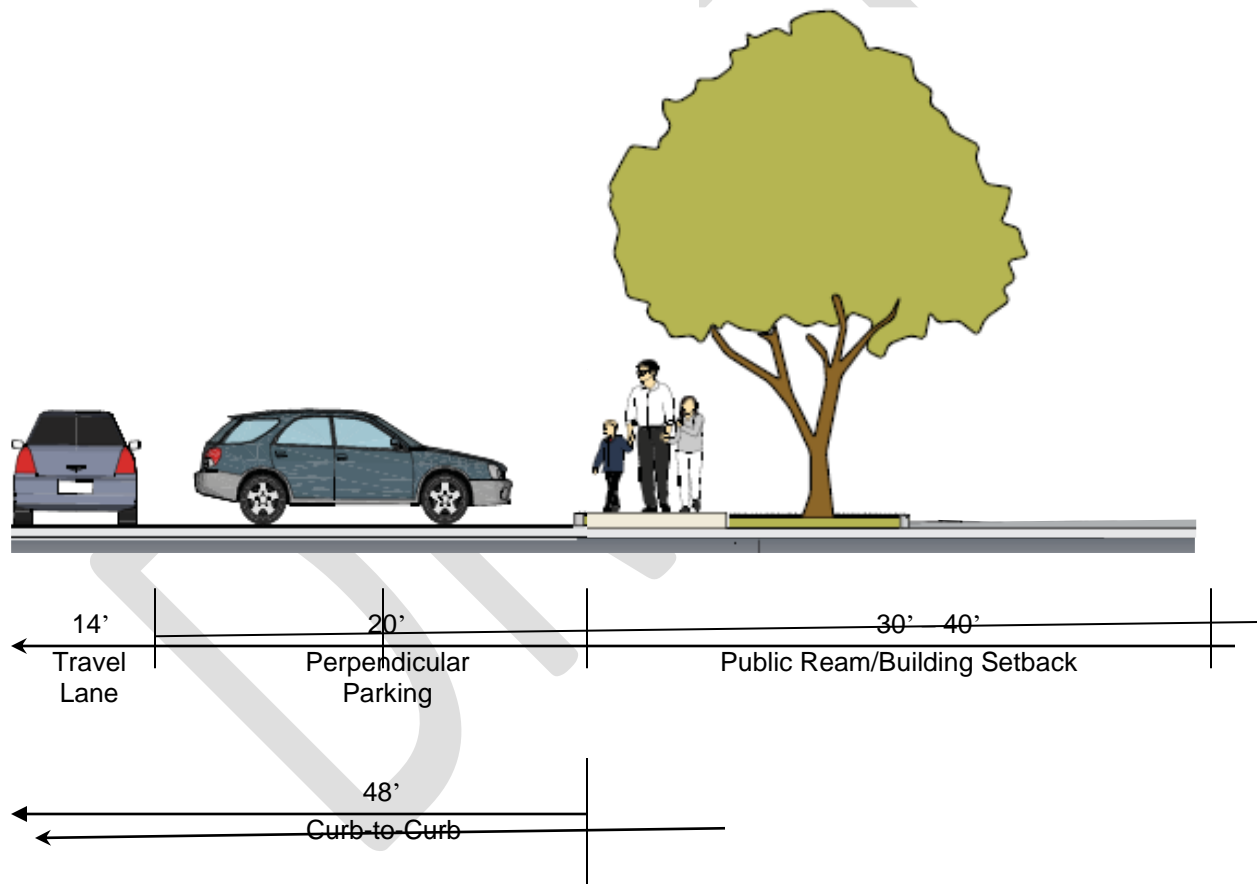 14’
20’
30’ – 40’
Travel
Lane
Perpendicular
Parking
Public Ream/Building Setback
48’
Curb-to-Curb